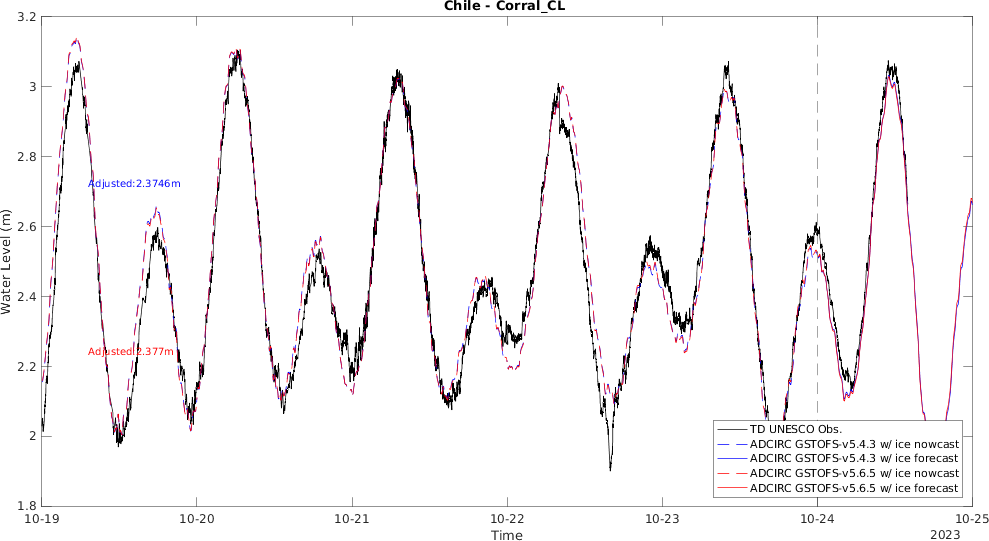 Chile - Corral_CL
3.2
3
2.8
2.6
2.4
2.2
2
1.8
Water Level (m)
Adjusted:2.3746m
Adjusted:2.377m
TD UNESCO Obs.
ADCIRC GSTOFS-v5.4.3 w/ ice nowcast
ADCIRC GSTOFS-v5.4.3 w/ ice forecast
ADCIRC GSTOFS-v5.6.5 w/ ice nowcast
ADCIRC GSTOFS-v5.6.5 w/ ice forecast
10-19 10-20 10-21 10-22 10-23 10-24 10-25
Time
2023